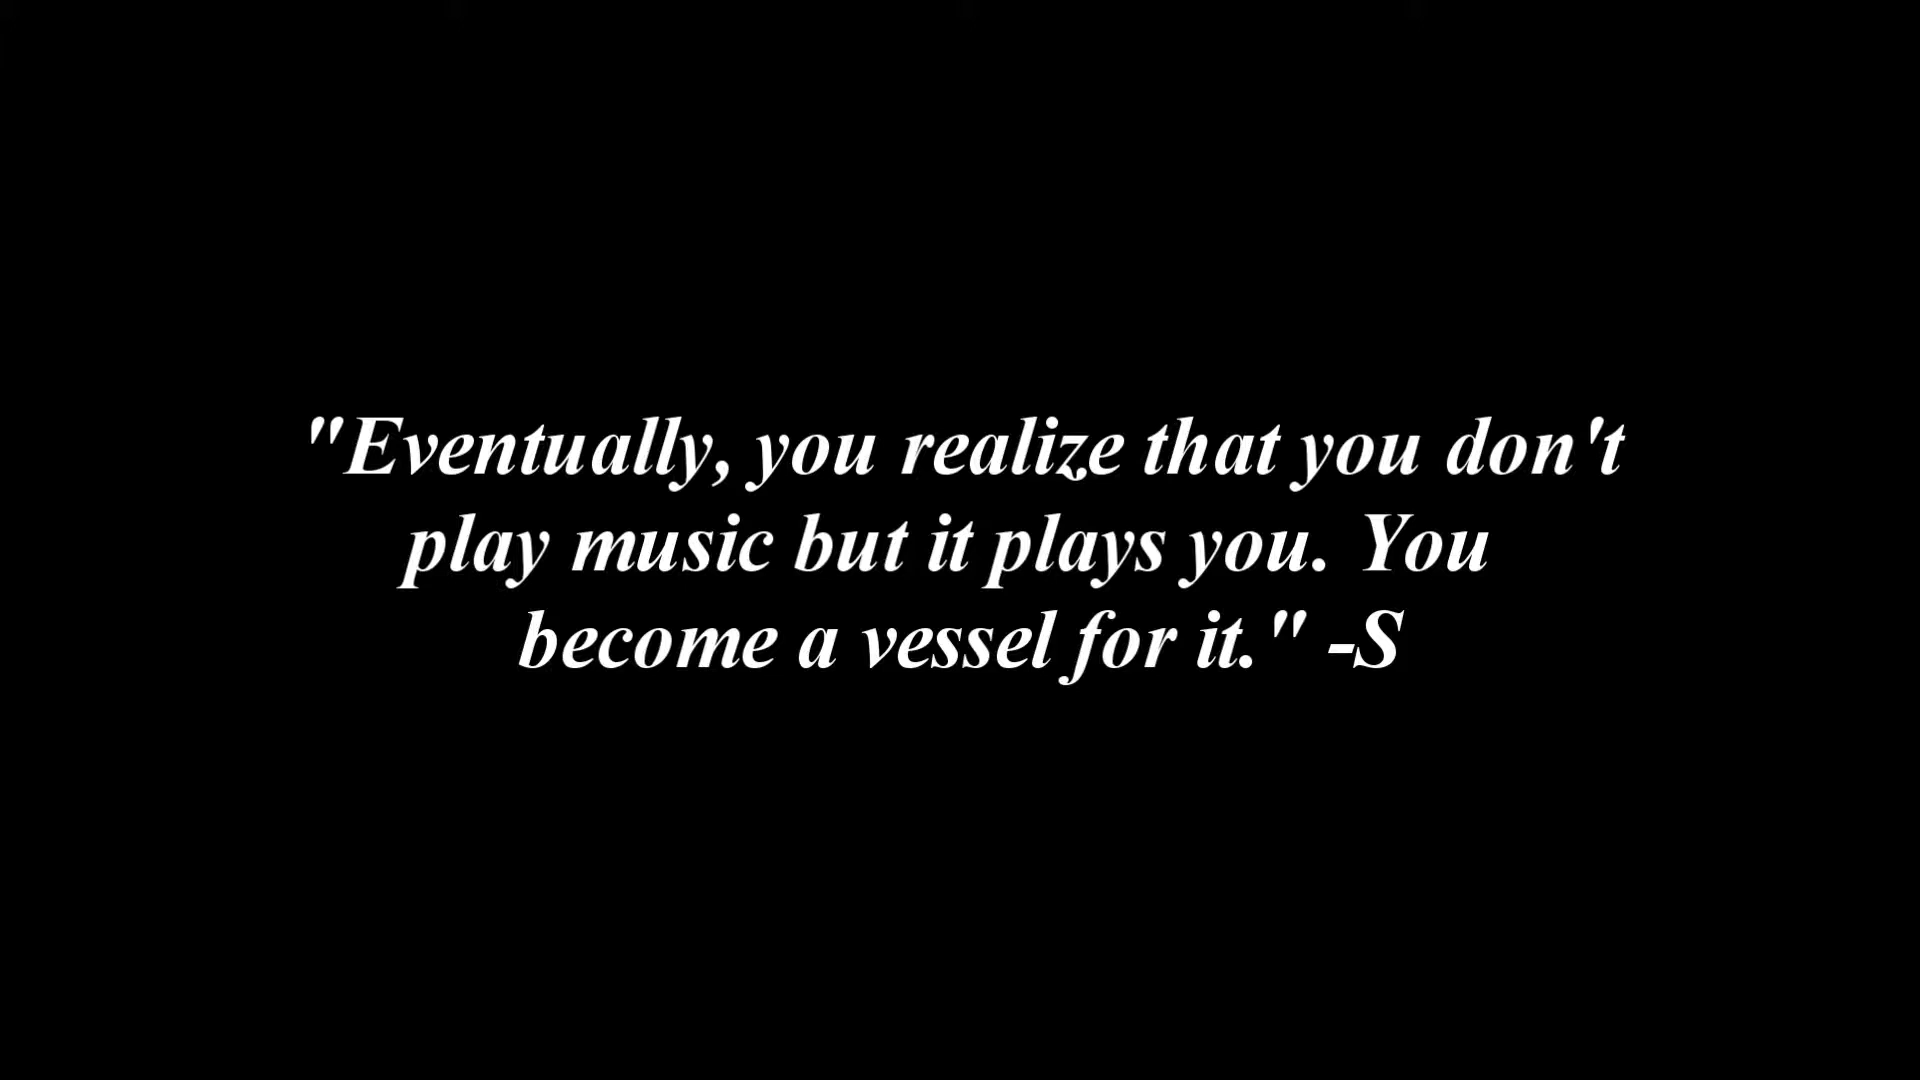 "Eventually, you realize that you don't
play music but it plays you. You
become a vessel for it." -S